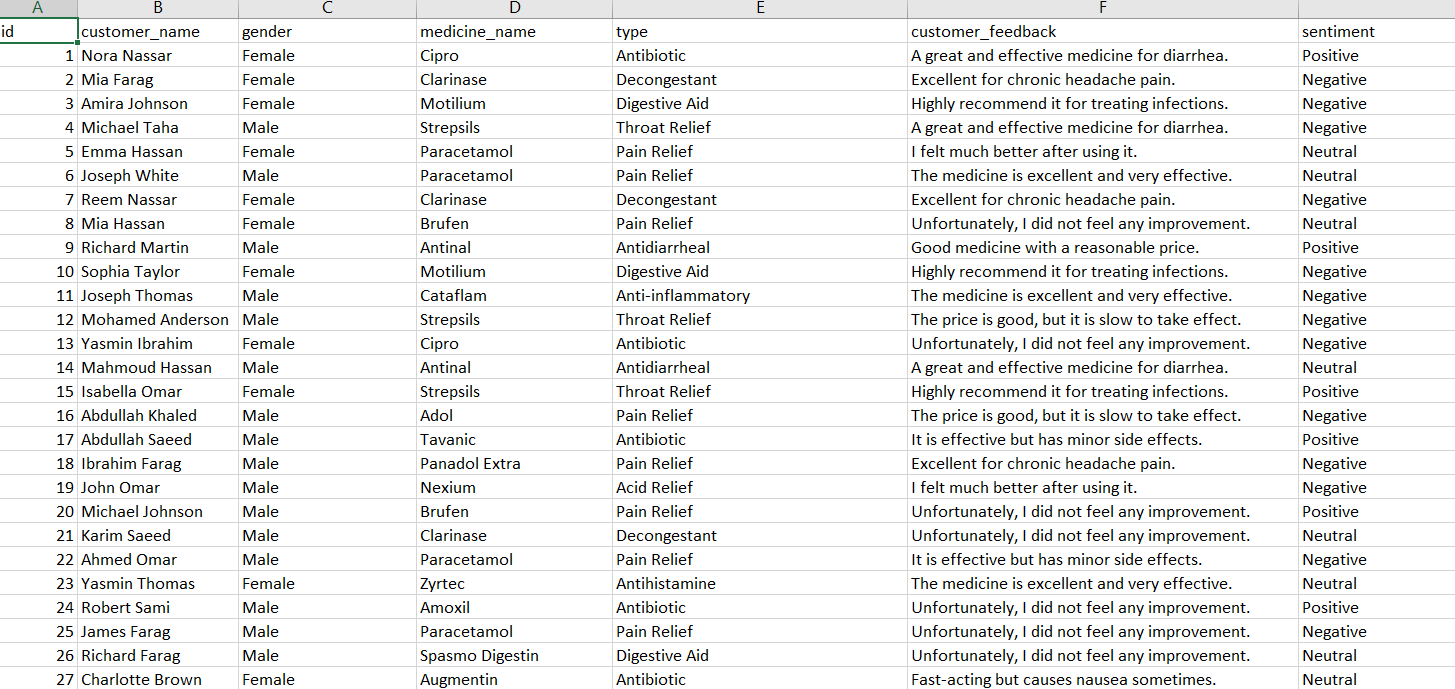 A B C D E F
id customer_name gender medicine_name type customer_feedback sentiment
1 Nora Nassar Female Cipro Antibiotic A great and effective medicine for diarrhea. Positive
2 Mia Farag Female Clarinase Decongestant Excellent for chronic headache pain. Negative
3 Amira Johnson Female Motilium Digestive Aid Highly recommend it for treating infections. Negative
4 Michael Taha Male Strepsils Throat Relief A great and effective medicine for diarrhea. Negative
5 Emma Hassan Female Paracetamol Pain Relief I felt much better after using it. Neutral
6 Joseph White Male Paracetamol Pain Relief The medicine is excellent and very effective. Neutral
7 Reem Nassar Female Clarinase Decongestant Excellent for chronic headache pain. Negative
8 Mia Hassan Female Brufen Pain Relief Unfortunately, I did not feel any improvement. Neutral
9 Richard Martin Male Antinal Antidiarrheal Good medicine with a reasonable price. Positive
10 Sophia Taylor Female Motilium Digestive Aid Highly recommend it for treating infections. Negative
11 Joseph Thomas Male Cataflam Anti-inflammatory The medicine is excellent and very effective. Negative
12 Mohamed Anderson Male Strepsils Throat Relief The price is good, but it is slow to take effect. Negative
13 Yasmin Ibrahim Female Cipro Antibiotic Unfortunately, I did not feel any improvement. Negative
14 Mahmoud Hassan Male Antinal Antidiarrheal A great and effective medicine for diarrhea. Neutral
15 Isabella Omar Female Strepsils Throat Relief Highly recommend it for treating infections. Positive
16 Abdullah Khaled Male Adol Pain Relief The price is good, but it is slow to take effect. Negative
17 Abdullah Saeed Male Tavanic Antibiotic It is effective but has minor side effects. Positive
18 Ibrahim Farag Male Panadol Extra Pain Relief Excellent for chronic headache pain. Negative
19 John Omar Male Nexium Acid Relief I felt much better after using it. Negative
20 Michael Johnson Male Brufen Pain Relief Unfortunately, I did not feel any improvement. Positive
21 Karim Saeed Male Clarinase Decongestant Unfortunately, I did not feel any improvement. Neutral
22 Ahmed Omar Male Paracetamol Pain Relief It is effective but has minor side effects. Negative
23 Yasmin Thomas Female Zyrtec Antihistamine The medicine is excellent and very effective. Neutral
24 Robert Sami Male Amoxil Antibiotic Unfortunately, I did not feel any improvement. Positive
25 James Farag Male Paracetamol Pain Relief Unfortunately, I did not feel any improvement. Negative
26 Richard Farag Male Spasmo Digestin Digestive Aid Unfortunately, I did not feel any improvement. Neutral
27 Charlotte Brown Female Augmentin Antibiotic Fast-acting but causes nausea sometimes. Neutral